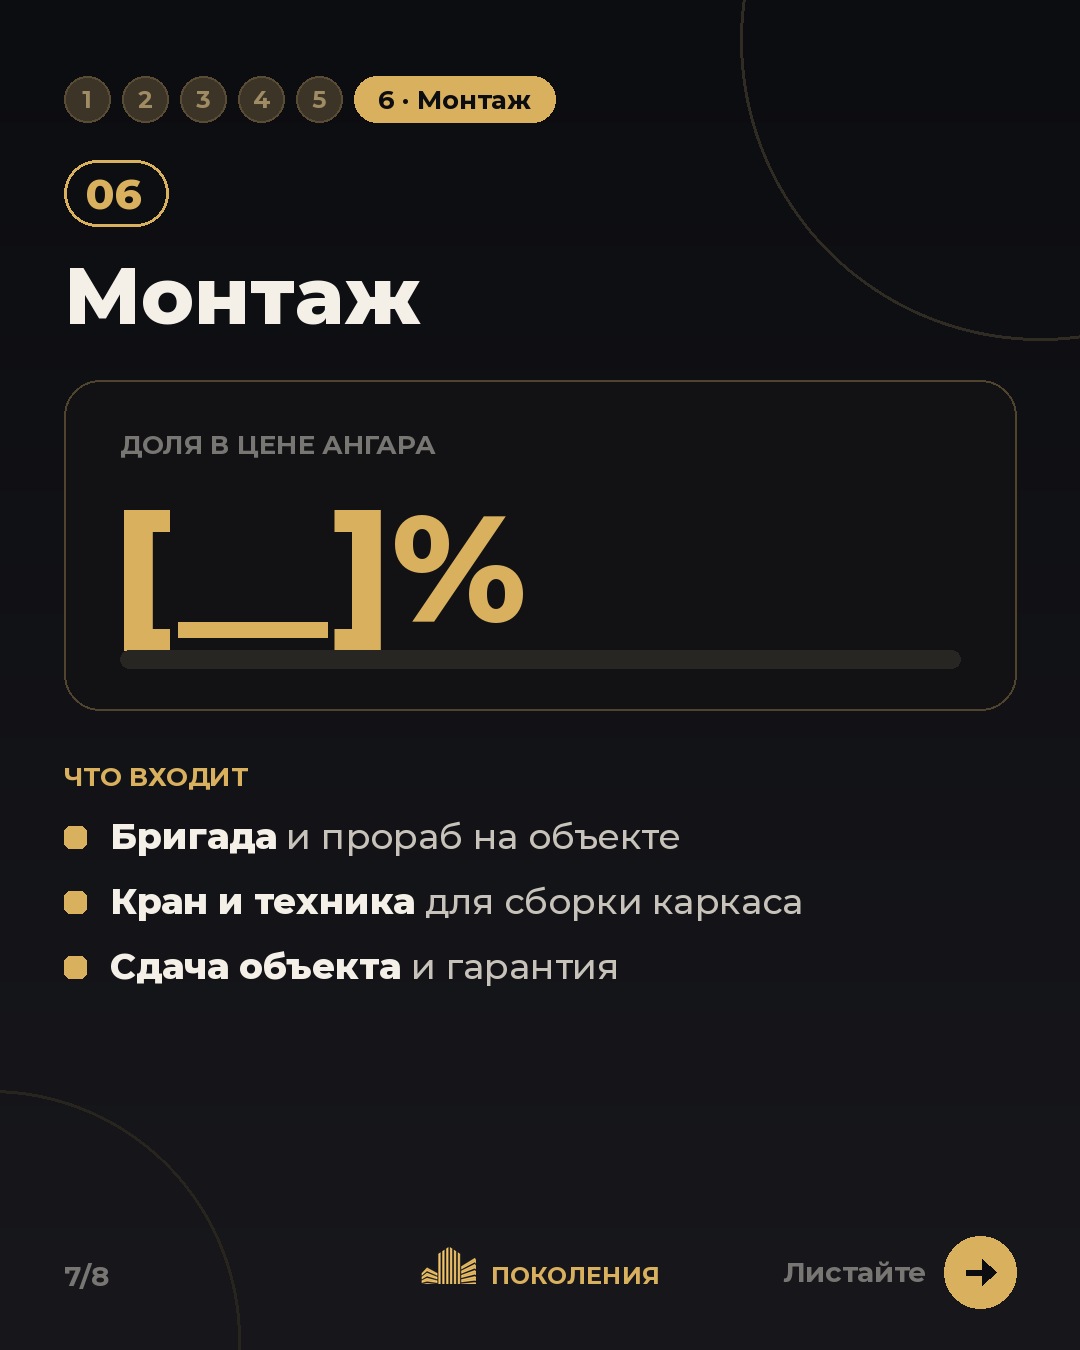 1 2 3 4 5 6 · Монтаж
06
Монтаж
ДОЛЯ В ЦЕНЕ АНГАРА
[__]%
ЧТО ВХОДИТ
Бригада и прораб на объекте
Кран и техника для сборки каркаса
Сдача объекта и гарантия
7/8 ПОКОЛЕНИЯ Листайте